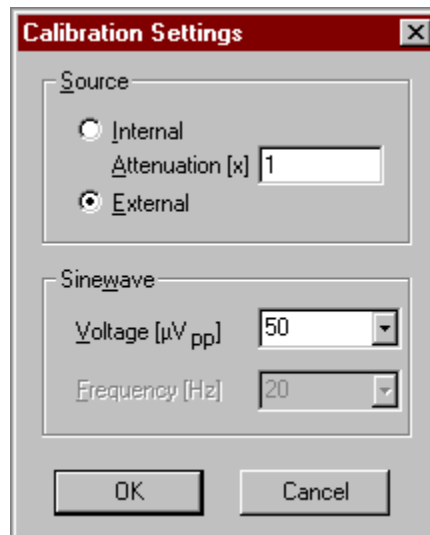 Calibration Settings
Source
Internal
Attenuation [x] 1
External
Sinewave
Voltage [µV pp] 50
Frequency [Hz] 20
OK Cancel